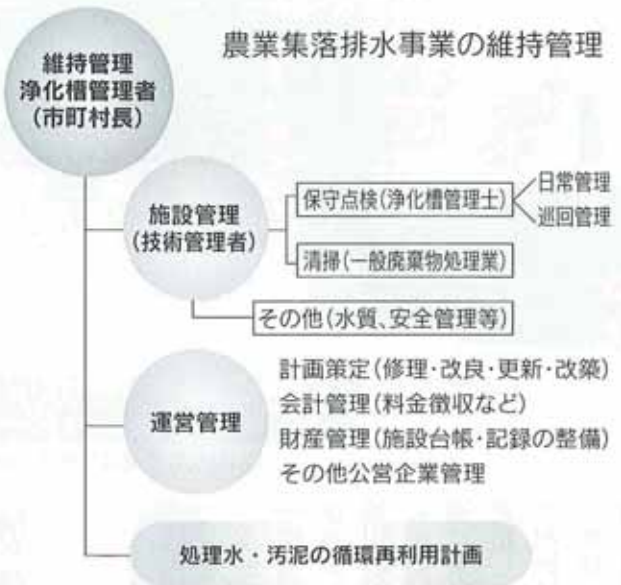 農業集落排水事業の維持管理
維持管理
浄化槽管理者
(市町村長)
施設管理
(技術管理者)
保守点検(浄化槽管理士)
日常管理
巡回管理
清掃(一般廃棄物処理業)
その他(水質、安全管理等)
運営管理
計画策定(修理・改良・更新・改築)
会計管理(料金徴収など)
財産管理(施設台帳・記録の整備)
その他公営企業管理
処理水・汚泥の循環再利用計画